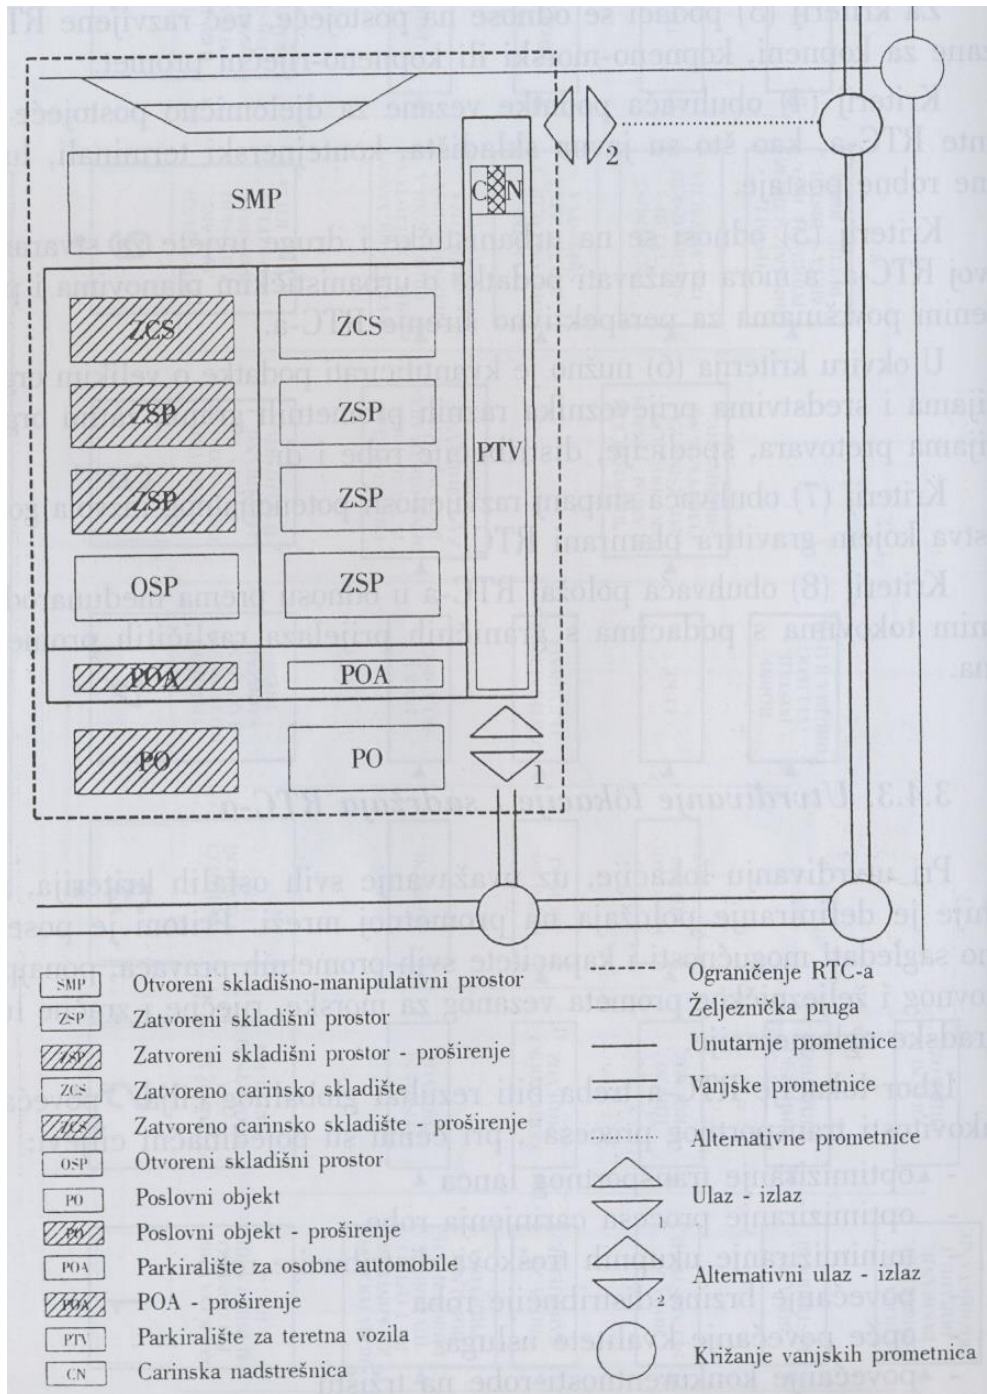 SMP
C N
2
ZCS ZCS
ZSP ZSP
PTV
ZSP ZSP
OSP ZSP
POA POA
PO PO
1
SMP Otvoreni skladišno-manipulativni prostor
ZSP Zatvoreni skladišni prostor
ZSP Zatvoreni skladišni prostor - proširenje
ZCS Zatvoreno carinsko skladište
ZCS Zatvoreno carinsko skladište - proširenje
OSP Otvoreni skladišni prostor
PO Poslovni objekt
PO Poslovni objekt - proširenje
POA Parkiralište za osobne automobile
POA POA - proširenje
PTV Parkiralište za teretna vozila
CN Carinska nadstrešnica
Ograničenje RTC-a
Željeznička pruga
Unutarnje prometnice
Vanjske prometnice
Alternativne prometnice
Ulaz - izlaz
1
Alternativni ulaz - izlaz
2
Križanje vanjskih prometnica